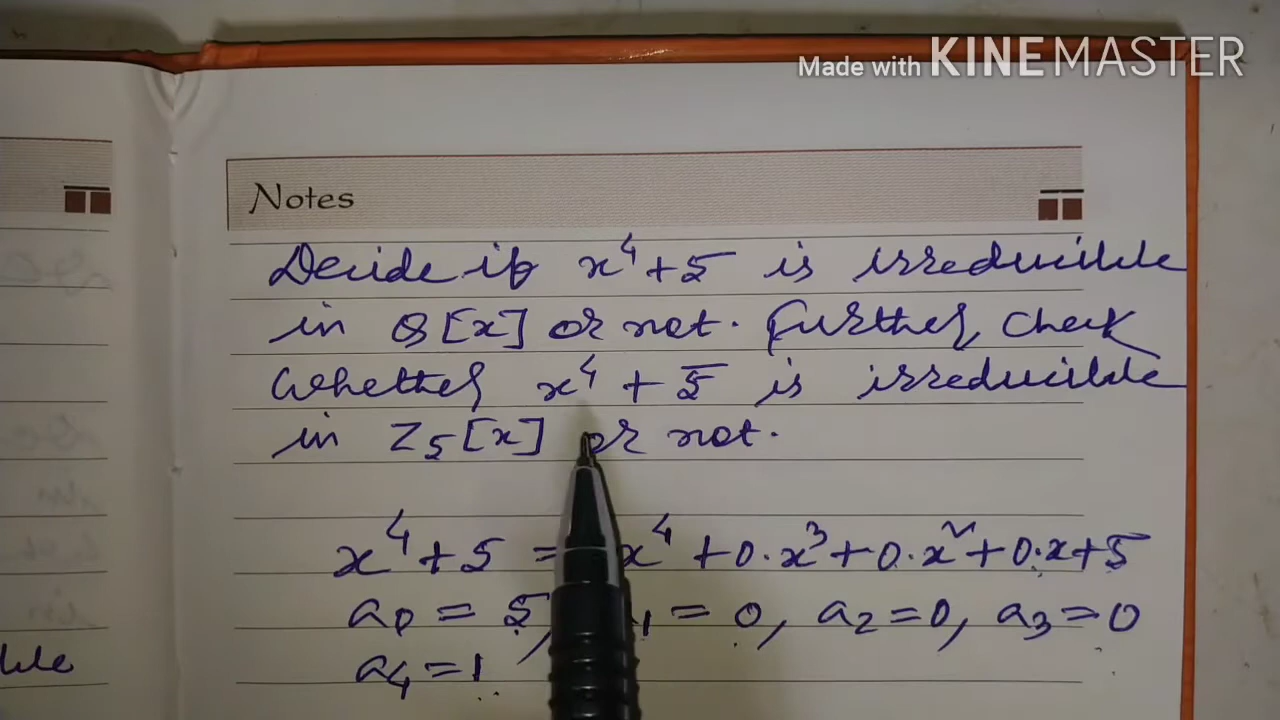 Made with KINEMASTER
Notes
Decide if x⁴+5 is irreducible
in Q[x] or not. Further, check
whether x⁴ + 5̅ is irreducible
in Z₅[x] or not.
x⁴+5 = x⁴+0·x³+0·x²+0·x+5
a₀ = 5, a₁ = 0, a₂=0, a₃=0
a₄=1